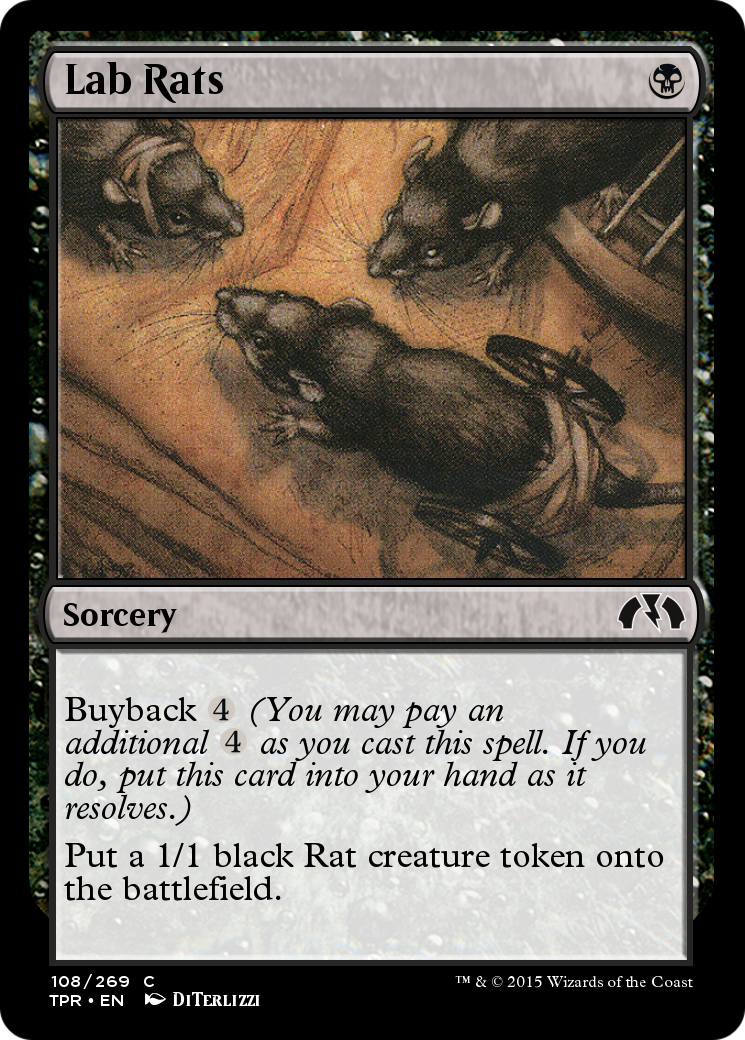 Lab Rats
Sorcery
Buyback 4 (You may pay an
additional 4 as you cast this spell. If you
do, put this card into your hand as it
resolves.)
Put a 1/1 black Rat creature token onto
the battlefield.
108/269 C
™ & © 2015 Wizards of the Coast
TPR • EN DiTerlizzi